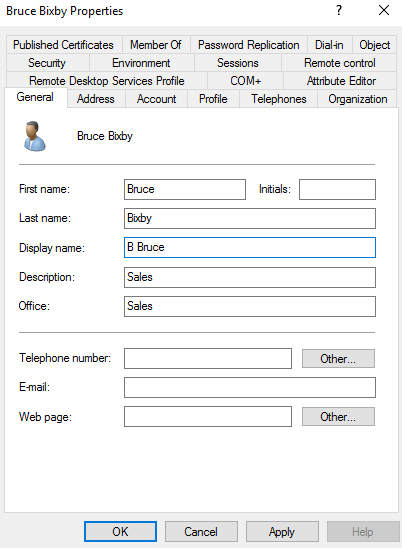 Bruce Bixby Properties ? ×
Published Certificates Member Of Password Replication Dial-in Object
Security Environment Sessions Remote control
Remote Desktop Services Profile COM+ Attribute Editor
General Address Account Profile Telephones Organization
Bruce Bixby
First name: Bruce Initials:
Last name: Bixby
Display name: B Bruce
Description: Sales
Office: Sales
Telephone number: Other...
E-mail:
Web page: Other...
OK Cancel Apply Help